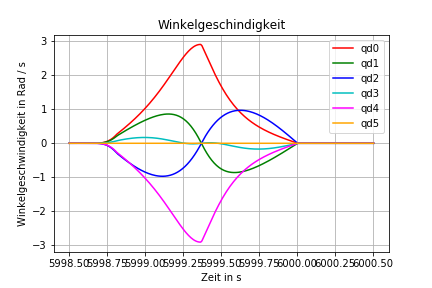 Winkelgeschindigkeit
3
2
1
0
−1
−2
−3
Winkelgeschwindigkeit in Rad / s
qd0
qd1
qd2
qd3
qd4
qd5
5998.50 5998.75 5999.00 5999.25 5999.50 5999.75 6000.00 6000.25 6000.50
Zeit in s